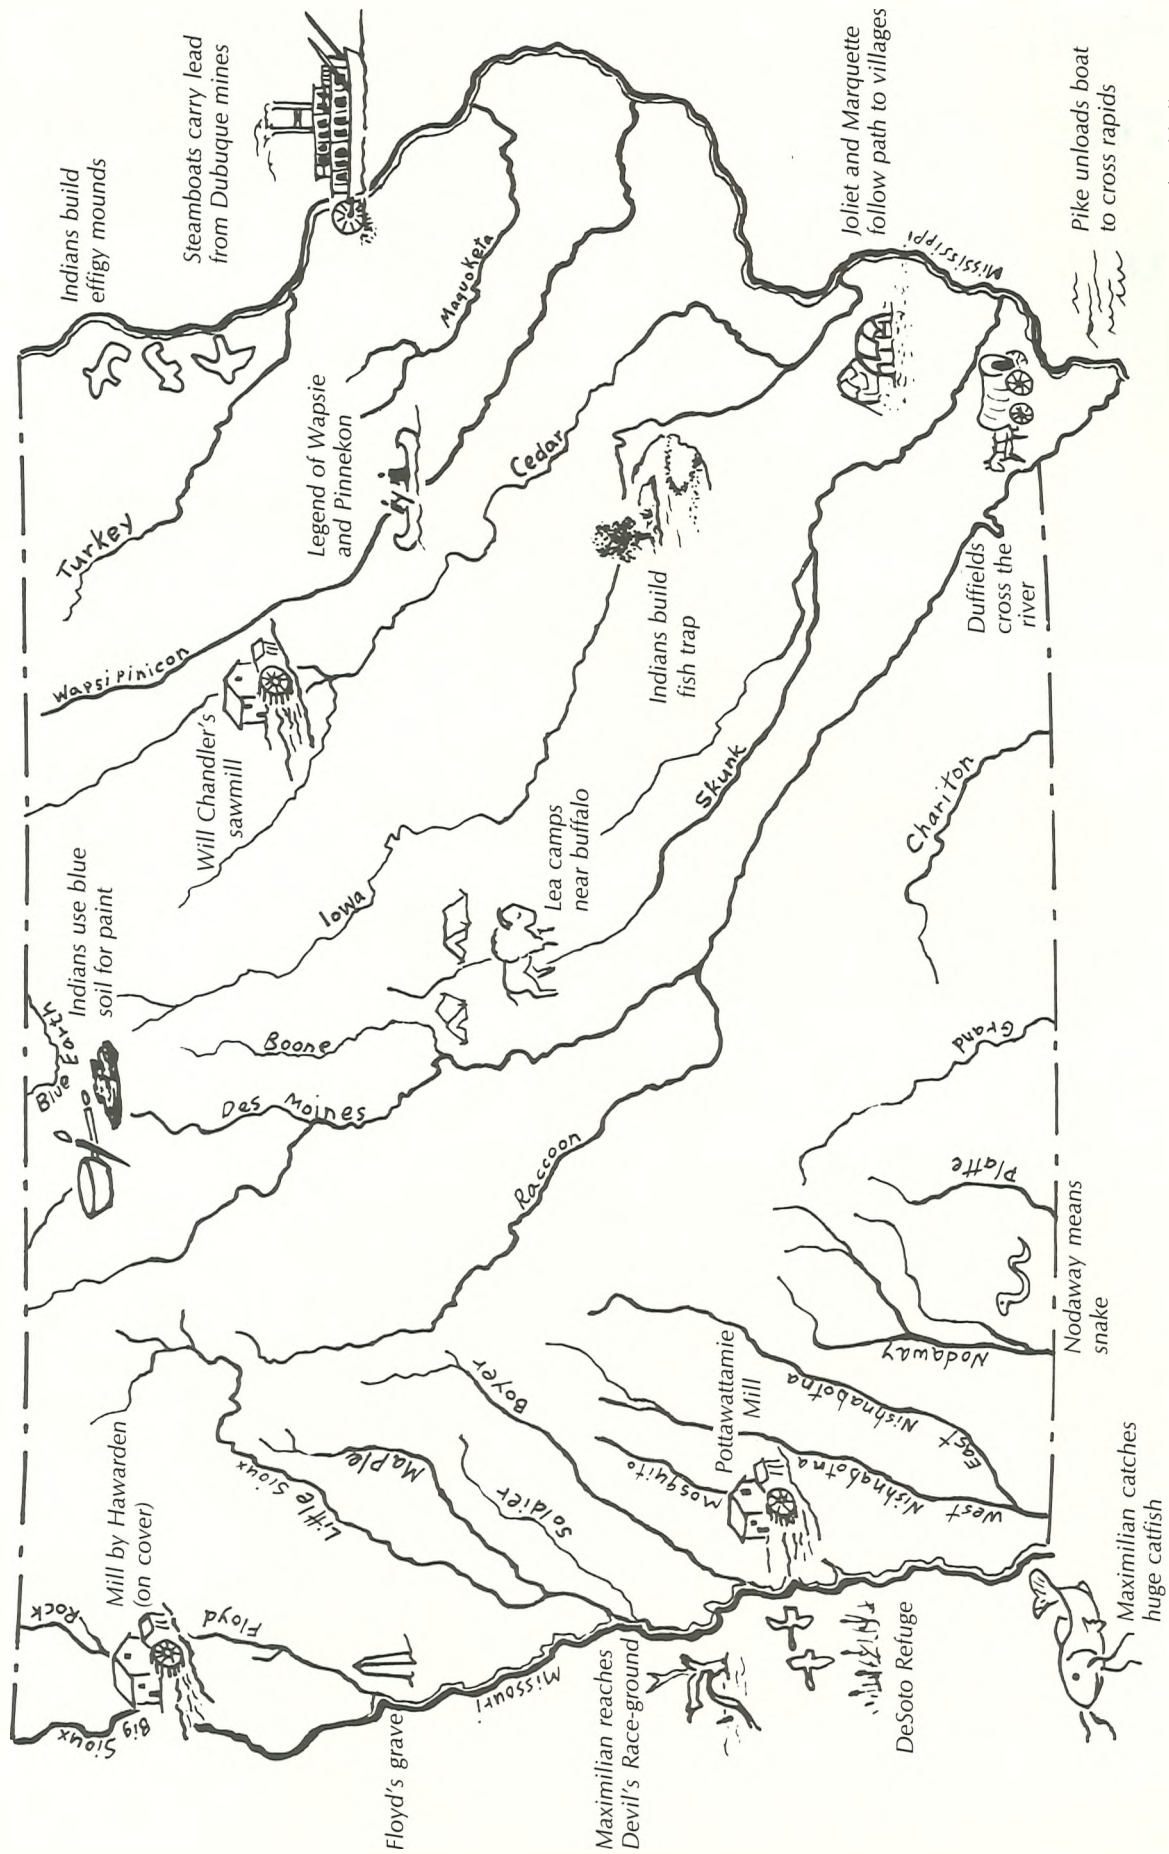 Sioux
Big
Rock
Mill by Hawarden
(on cover)
Floyd
Floyd's grave
Missouri
Little Sioux
Maple
Soldier
Boyer
Maximilian reaches
Devil's Race-ground
DeSoto Refuge
Mosquito
Pottawattamie
Mill
West Nishnabotna
East Nishnabotna
Nodaway
Nodaway means
snake
Maximilian catches
huge catfish
Platte
Grand
Chariton
Raccoon
Des Moines
Boone
Blue Earth
Indians use blue
soil for paint
Iowa
Lea camps
near buffalo
Skunk
Will Chandler's
sawmill
Wapsipinicon
Turkey
Legend of Wapsie
and Pinnekon
Cedar
Maquoketa
Indians build
effigy mounds
Steamboats carry lead
from Dubuque mines
Indians build
fish trap
Duffields
cross the
river
Mississippi
Joliet and Marquette
follow path to villages
Pike unloads boat
to cross rapids